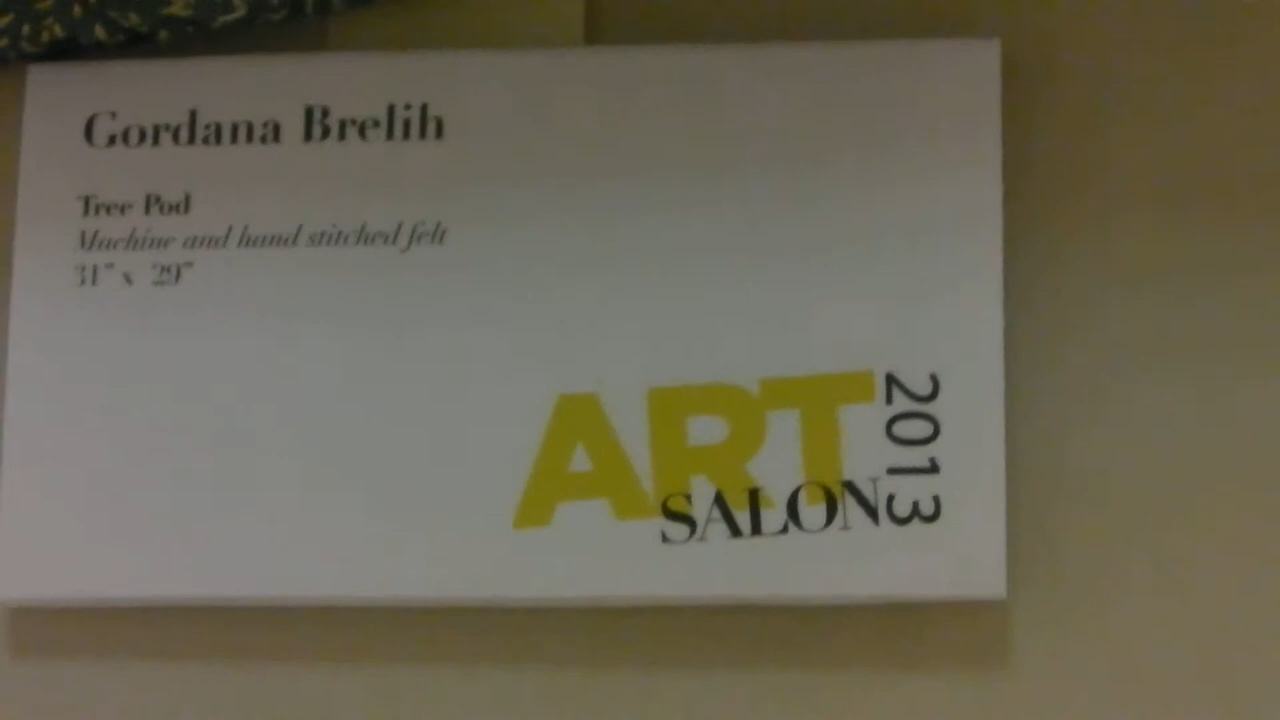 Gordana Brelih
Tree Pod
Machine and hand stitched felt
31" x 29"
ART
SALON
2013